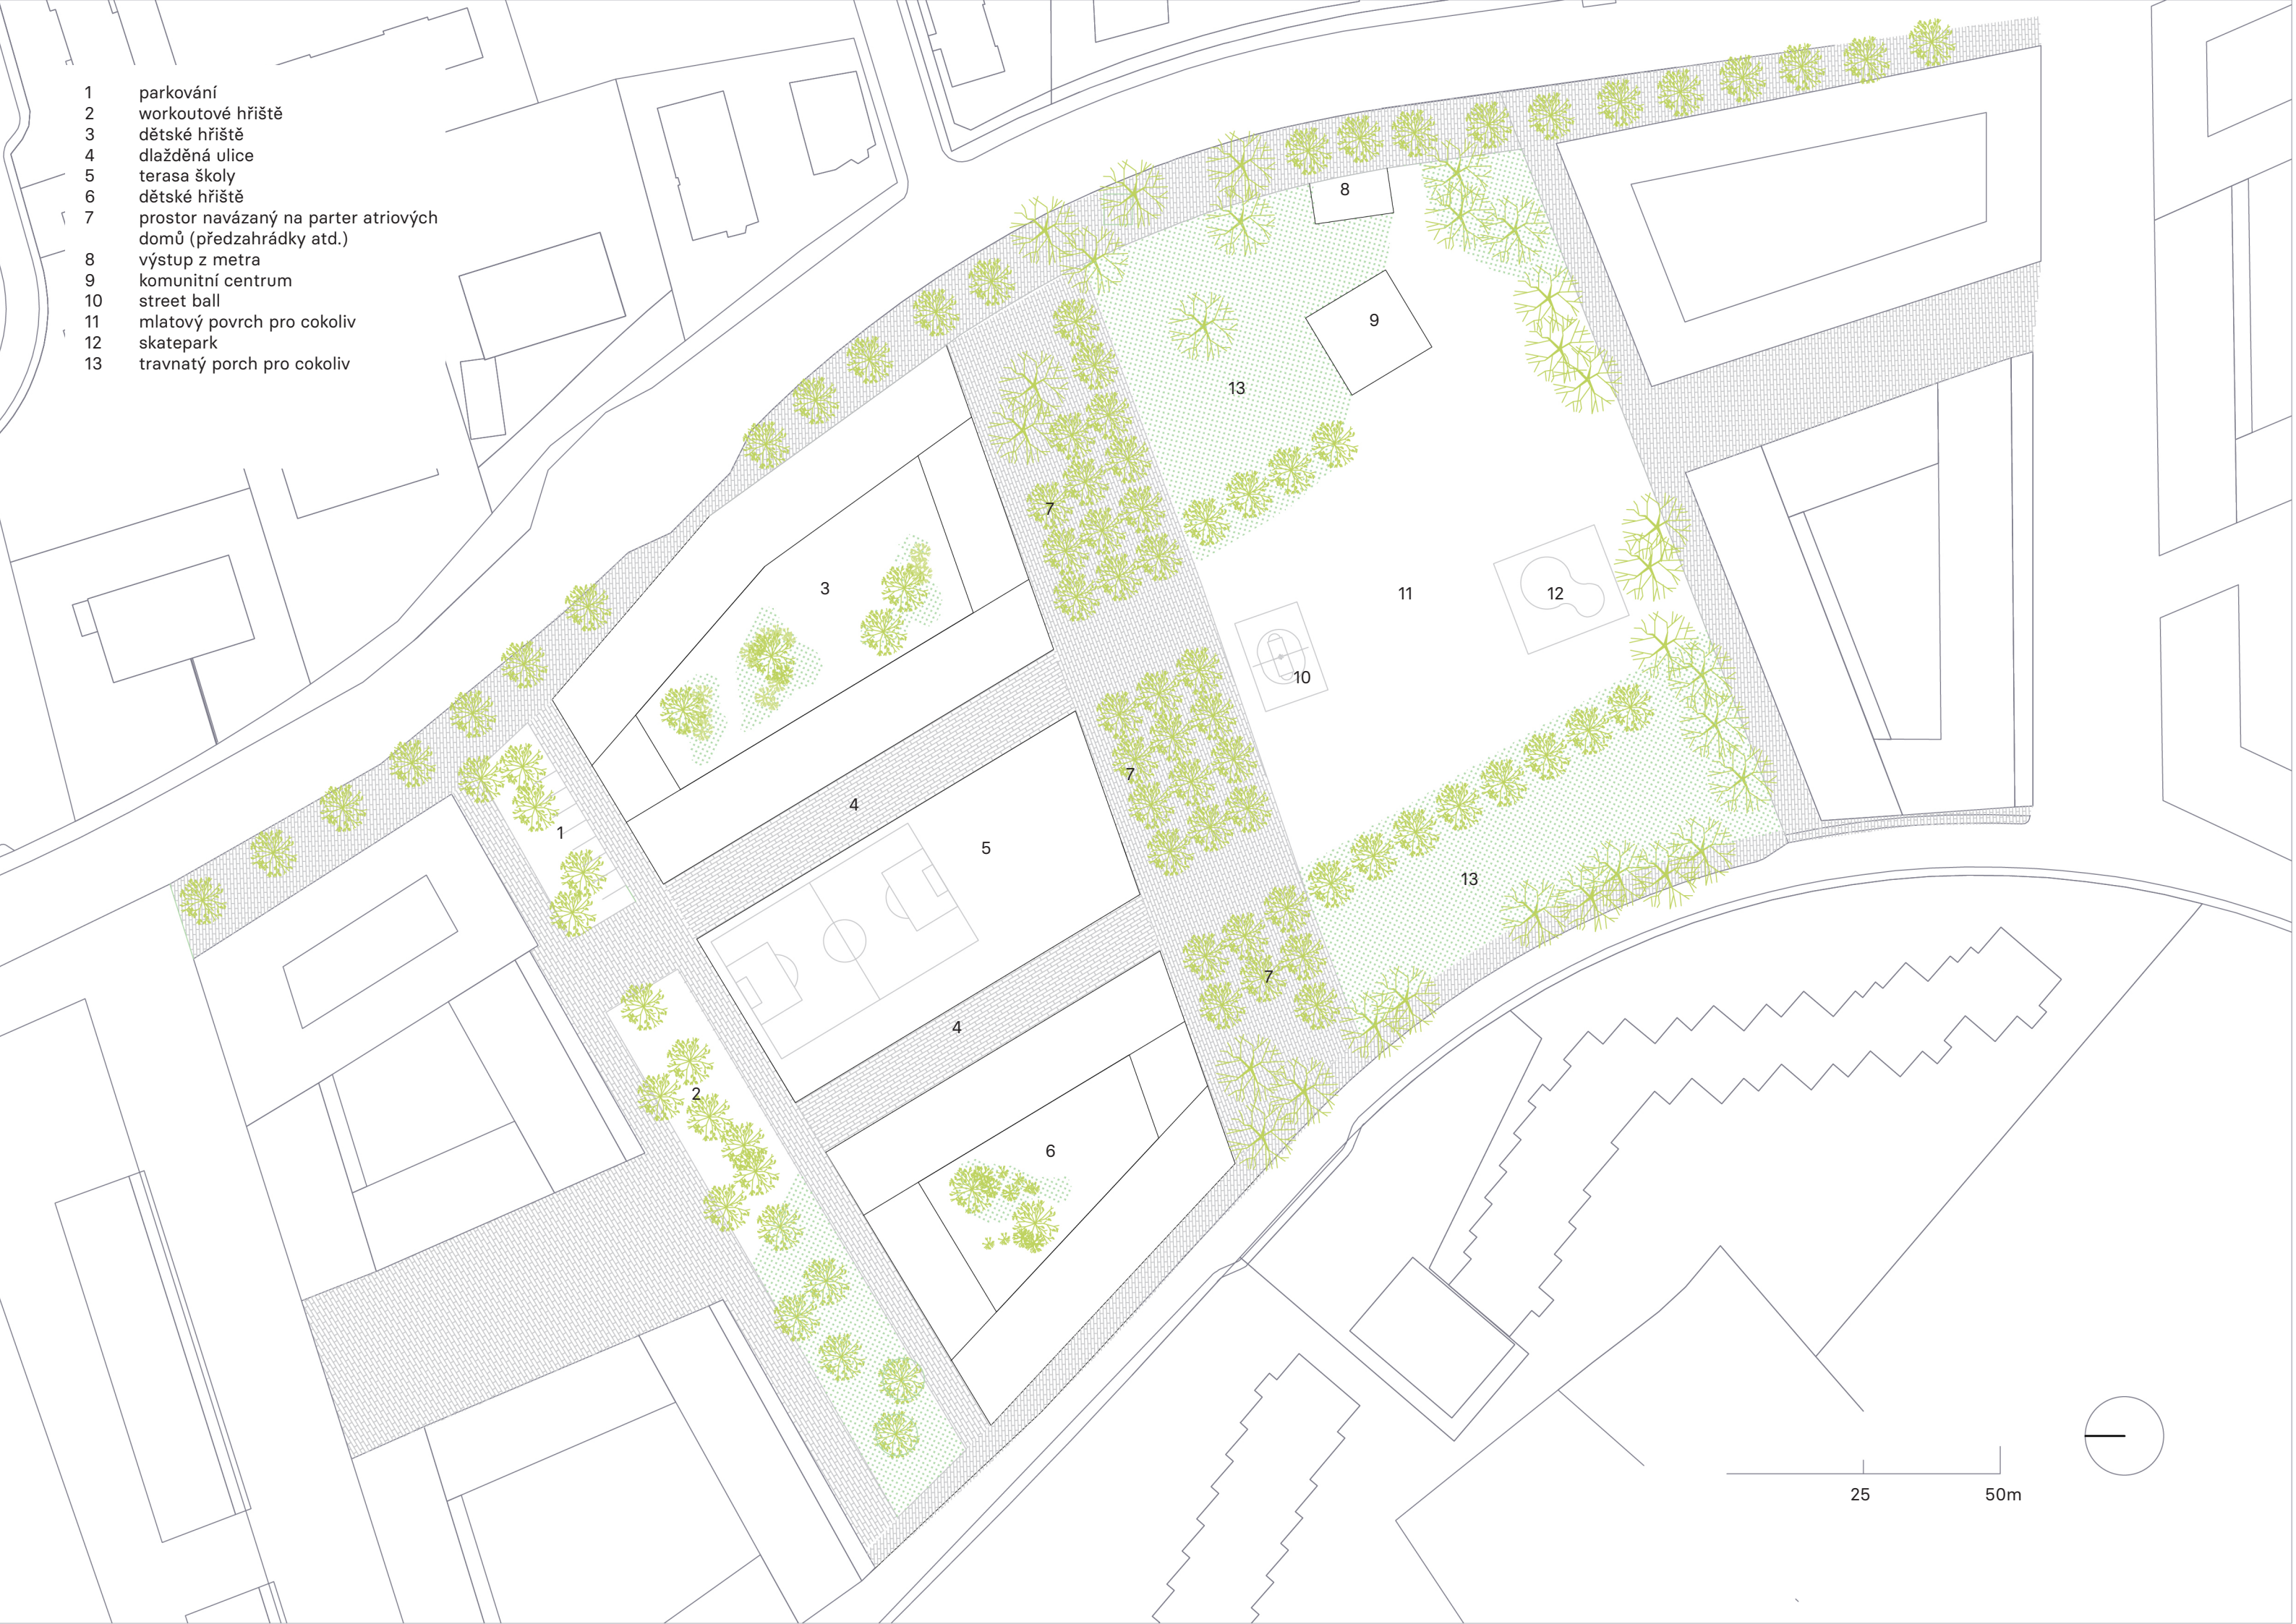 1 parkování
2 workoutové hřiště
3 dětské hřiště
4 dlažděná ulice
5 terasa školy
6 dětské hřiště
7 prostor navázaný na parter atriových
domů (předzahrádky atd.)
8 výstup z metra
9 komunitní centrum
10 street ball
11 mlatový povrch pro cokoliv
12 skatepark
13 travnatý porch pro cokoliv
8
9
13
7
3
11
12
10
7
4
1
5
13
7
4
2
6
25 50m